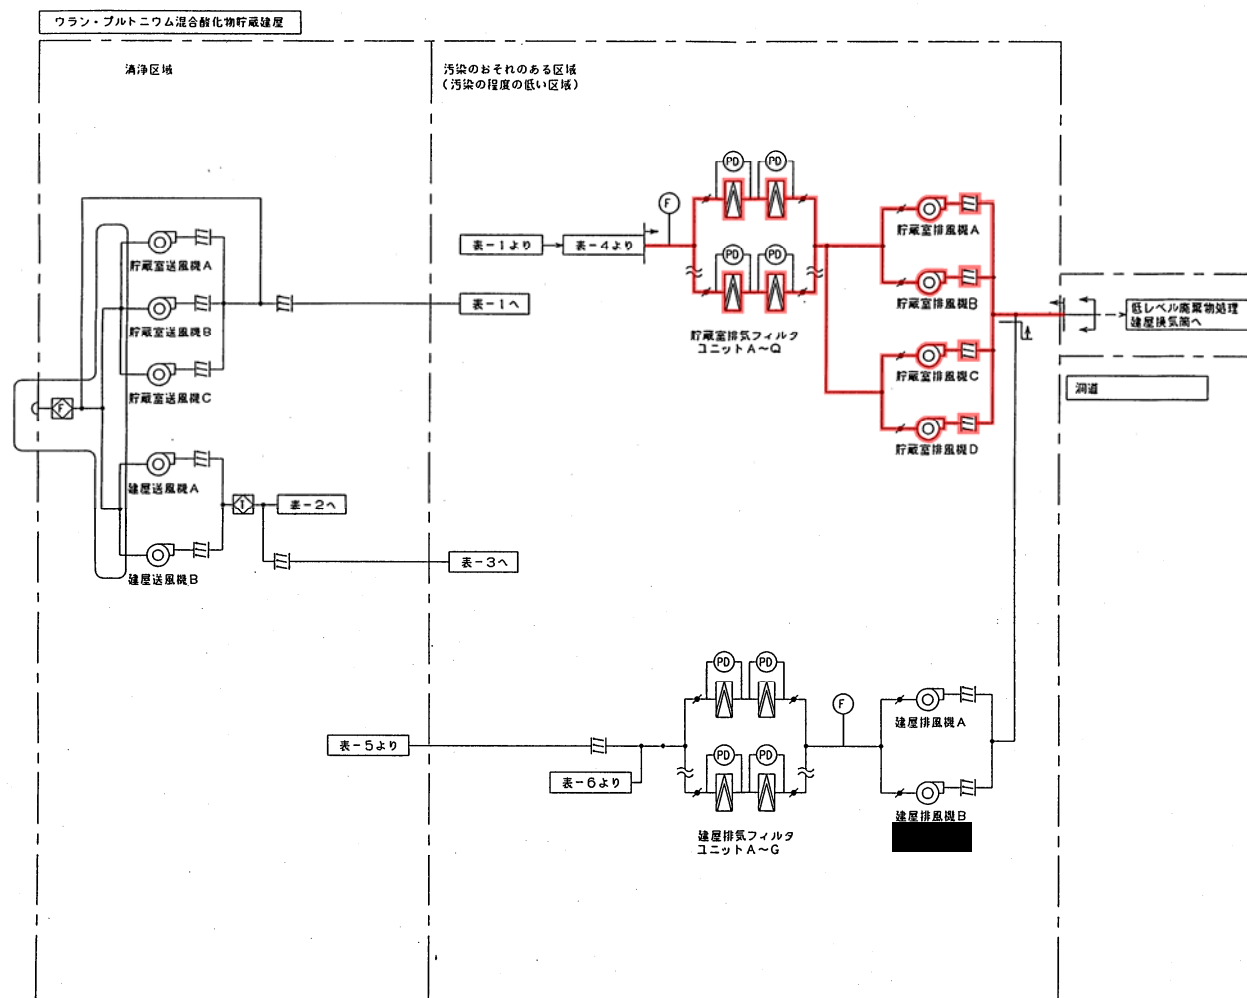 ウラン・プルトニウム混合酸化物貯蔵建屋
清浄区域
汚染のおそれのある区域
(汚染の程度の低い区域)
PD
PD
F
表-1より
表-4より
PD
PD
貯蔵室排気フィルタ
ユニットA～Q
貯蔵室排風機A
貯蔵室排風機B
貯蔵室排風機C
貯蔵室排風機D
低レベル廃棄物処理
建屋換気筒へ
洞道
貯蔵室送風機A
貯蔵室送風機B
貯蔵室送風機C
表-1へ
F
建屋送風機A
建屋送風機B
T
表-2へ
表-3へ
PD
PD
F
表-5より
表-6より
PD
PD
建屋排気フィルタ
ユニットA～G
建屋排風機A
建屋排風機B